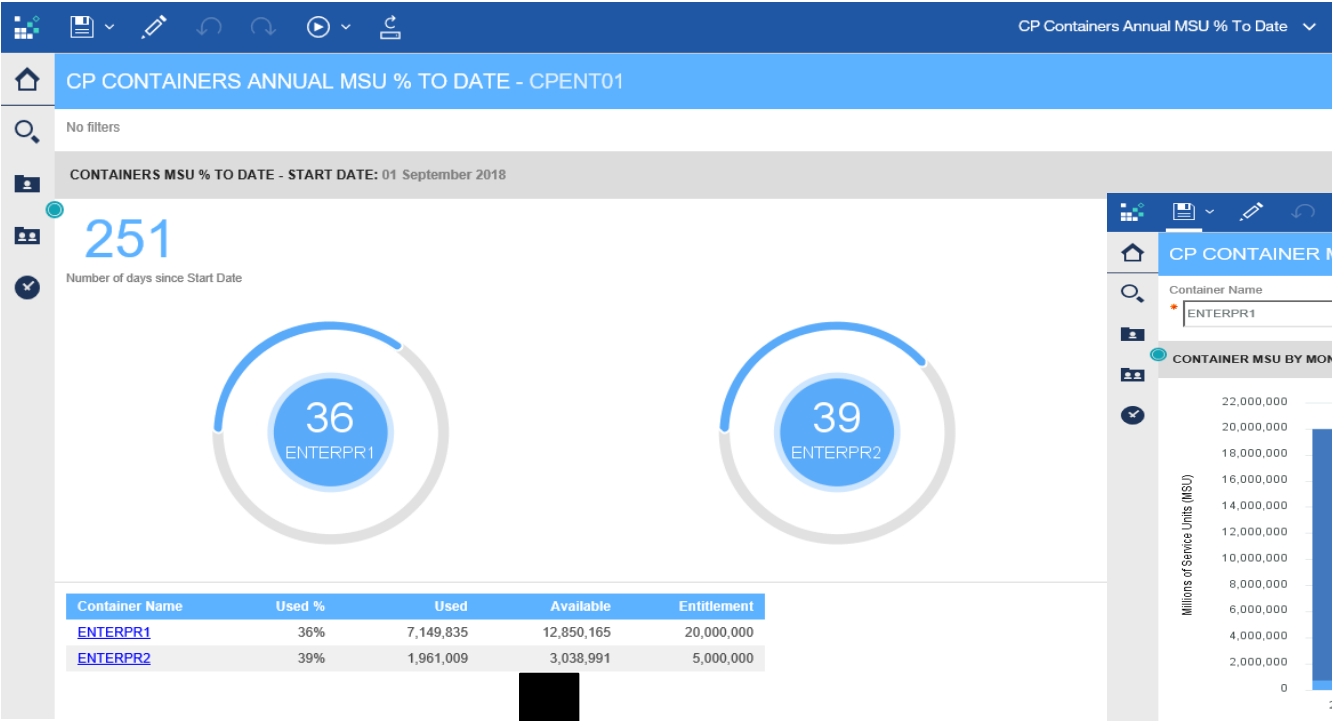 CP Containers Annual MSU % To Date
CP CONTAINERS ANNUAL MSU % TO DATE - CPENT01
No filters
CONTAINERS MSU % TO DATE - START DATE: 01 September 2018
251
Number of days since Start Date
36
ENTERPR1
39
ENTERPR2
Container Name Used % Used Available Entitlement
ENTERPR1 36% 7,149,835 12,850,165 20,000,000
ENTERPR2 39% 1,961,009 3,038,991 5,000,000
CP CONTAINER
Container Name
* ENTERPR1
CONTAINER MSU BY MON
Millions of Service Units (MSU)
22,000,000
20,000,000
18,000,000
16,000,000
14,000,000
12,000,000
10,000,000
8,000,000
6,000,000
4,000,000
2,000,000
0